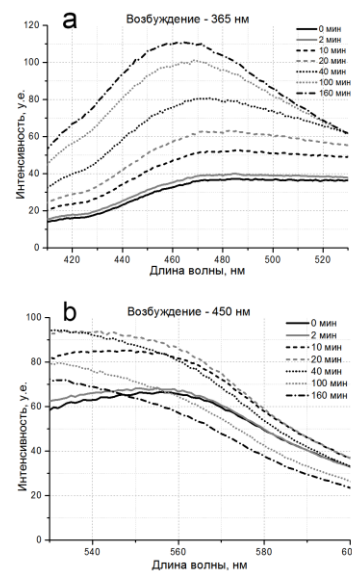 a
Возбуждение - 365 нм
0 мин
2 мин
10 мин
20 мин
40 мин
100 мин
160 мин
Интенсивность, у.е.
120
100
80
60
40
20
0
420 440 460 480 500 520
Длина волны, нм
b
Возбуждение - 450 нм
0 мин
2 мин
10 мин
20 мин
40 мин
100 мин
160 мин
Интенсивность, у.е.
100
80
60
40
20
0
540 560 580 60
Длина волны, нм